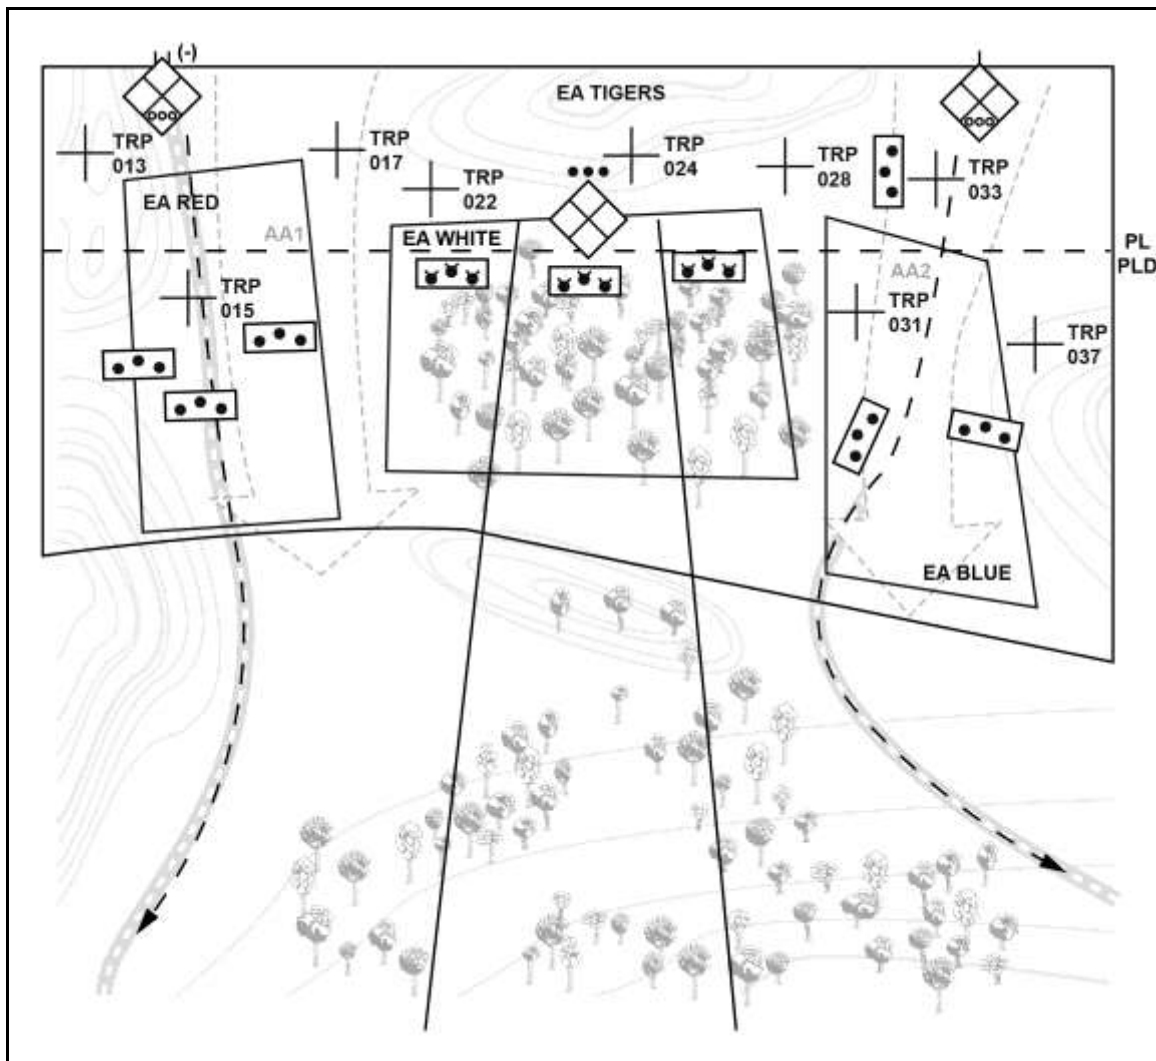 (-)
EA TIGERS
TRP
013
TRP
017
TRP
024
TRP
028
TRP
033
TRP
022
EA RED
AA1
EA WHITE
PL
PLD
AA2
TRP
015
TRP
031
TRP
037
EA BLUE